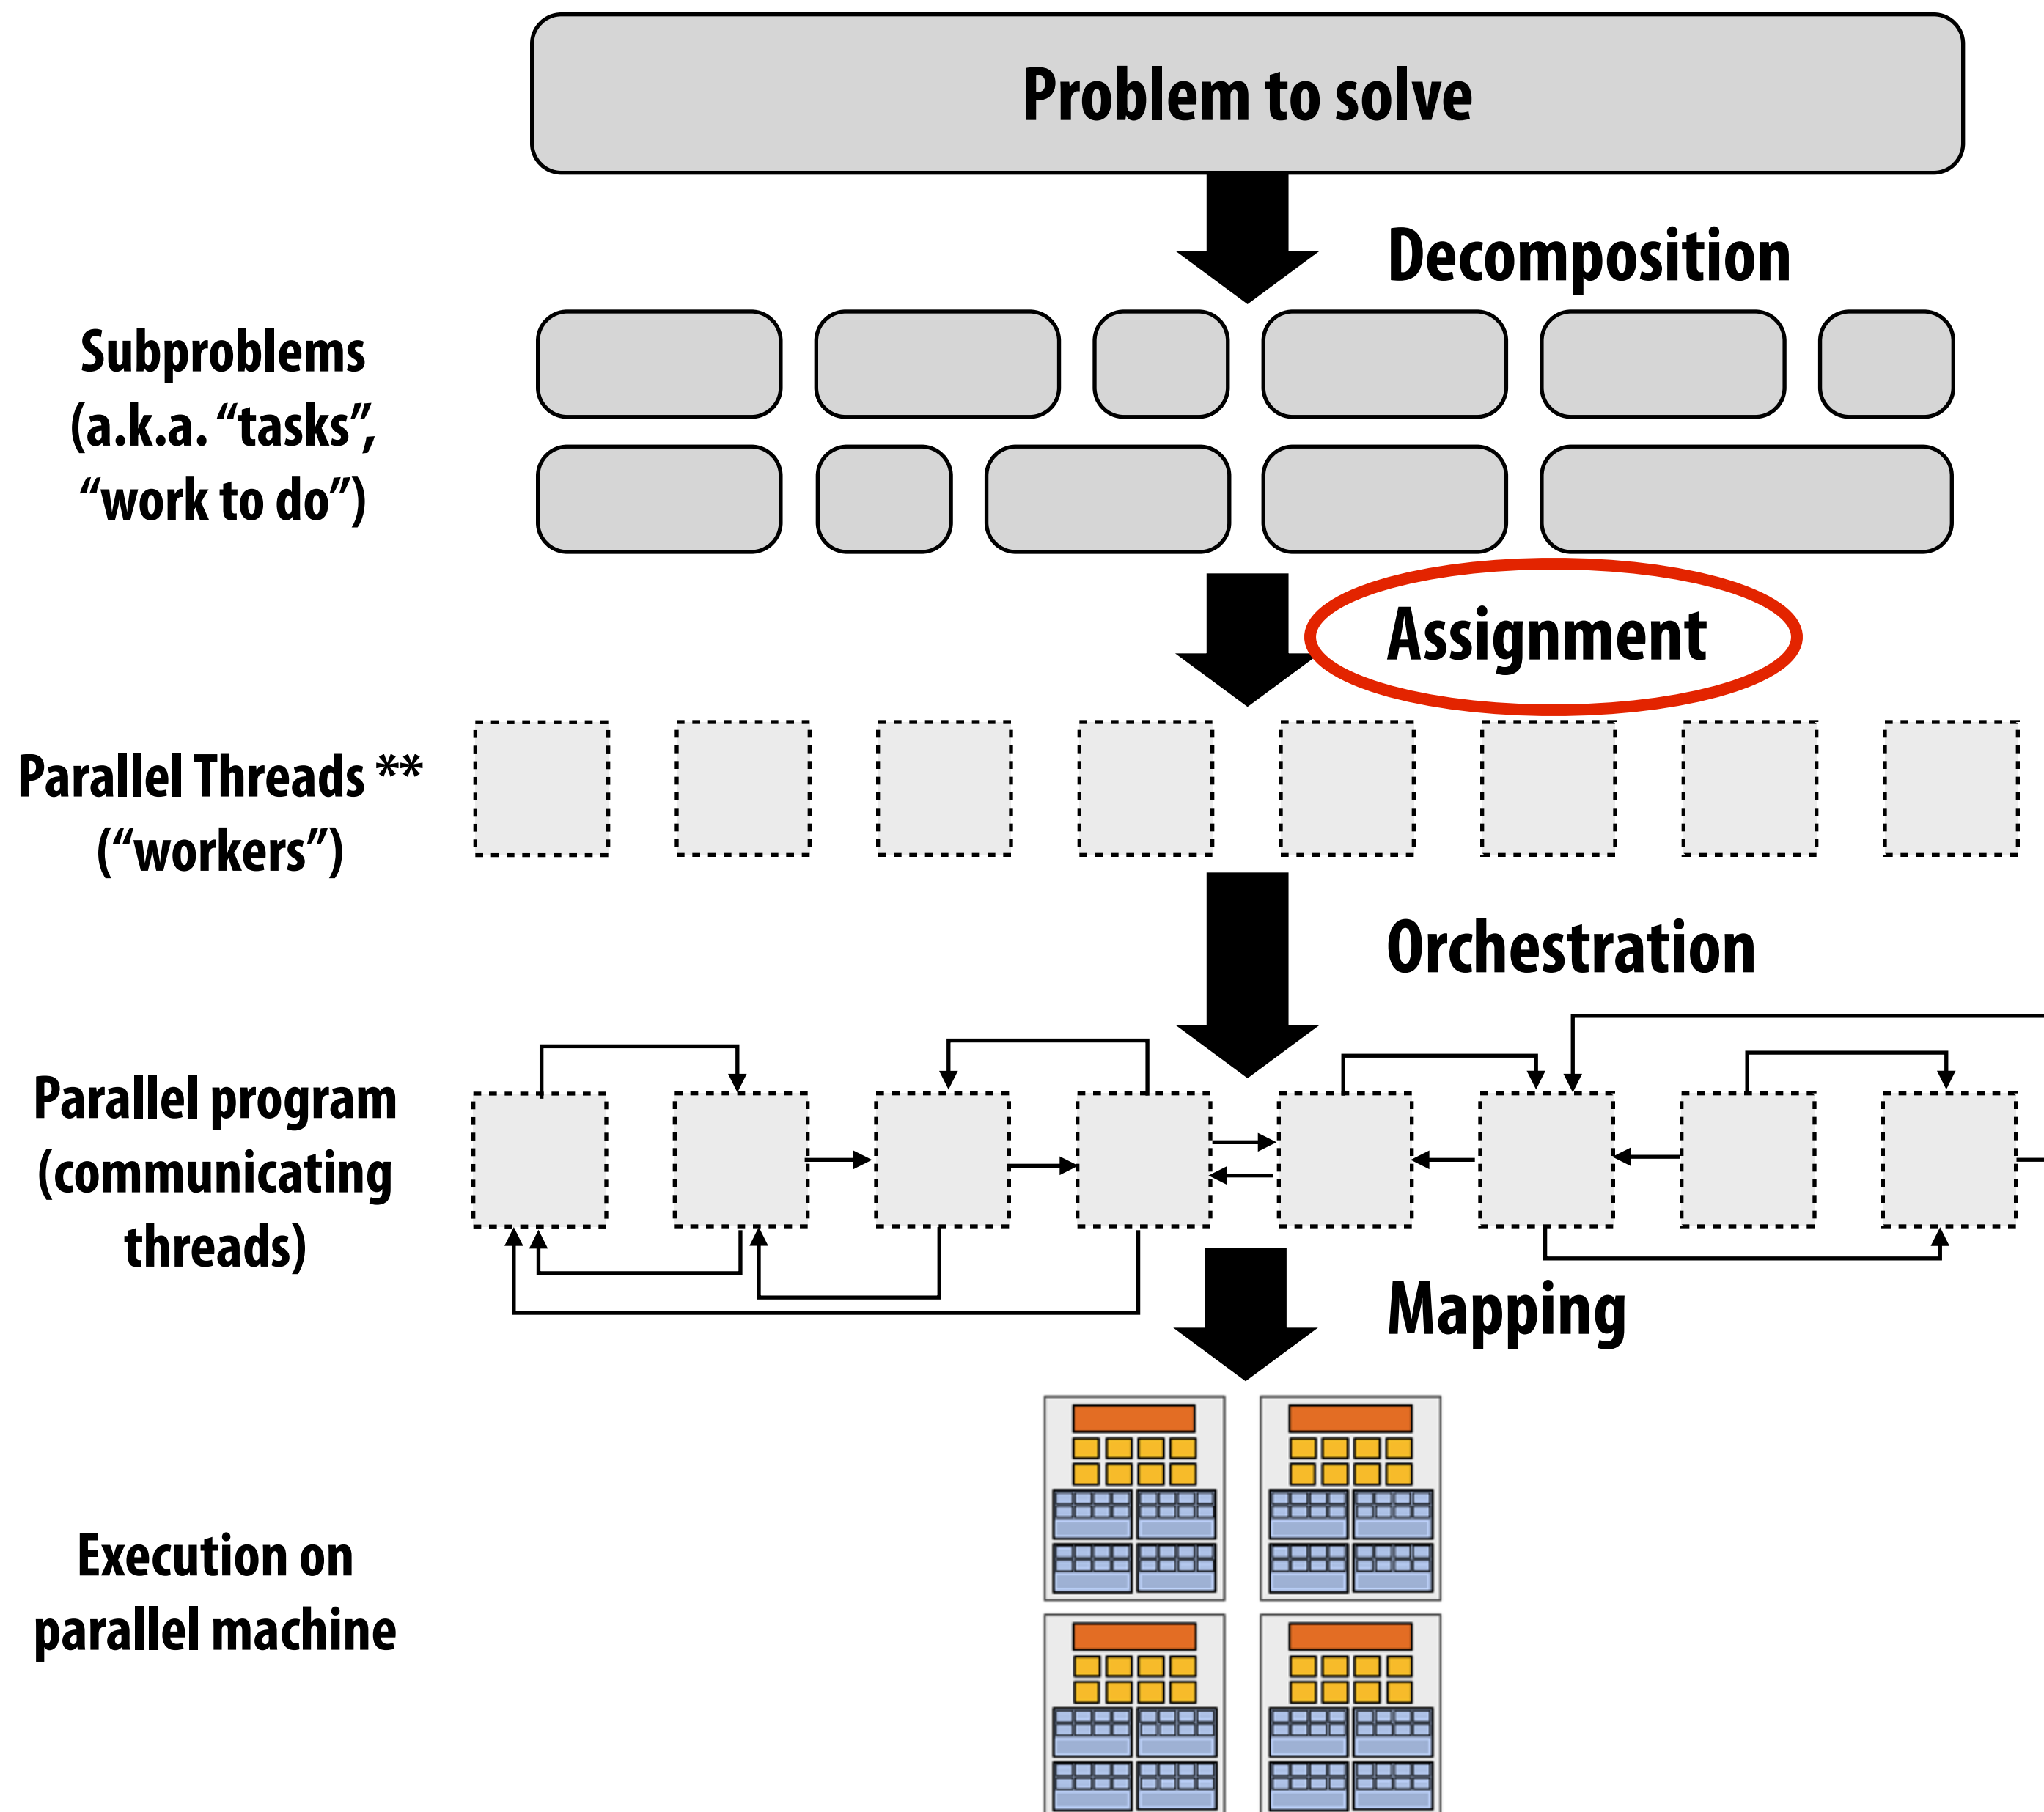 Problem to solve
Decomposition
Subproblems
(a.k.a. “tasks”,
“work to do”)
Assignment
Parallel Threads **
(“workers”)
Orchestration
Parallel program
(communicating
threads)
Mapping
Execution on
parallel machine